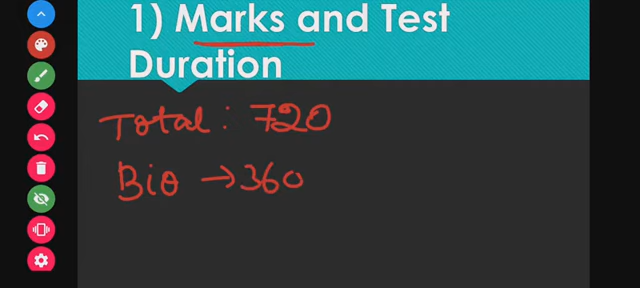 1) Marks and Test
Duration
Total : 720
Bio → 360